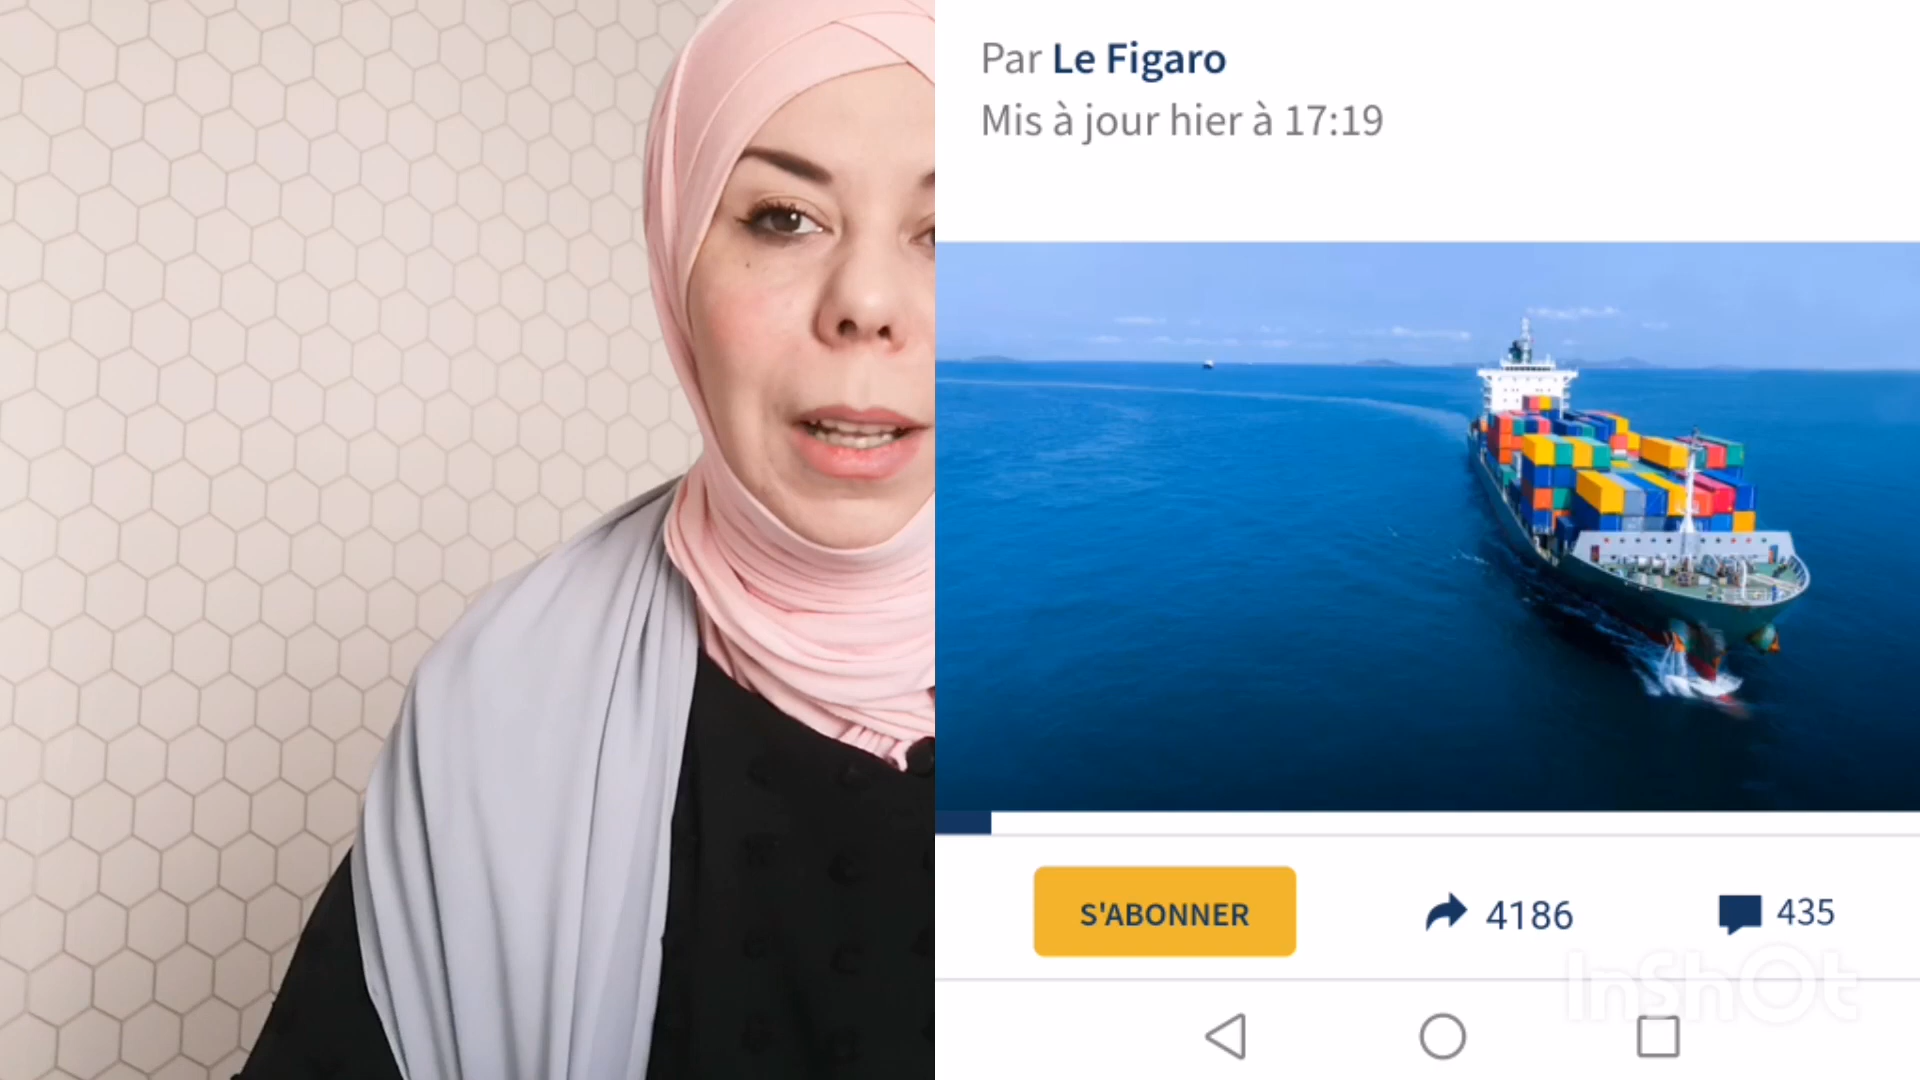 Par Le Figaro
Mis à jour hier à 17:19
S'ABONNER
4186
435
InShOt